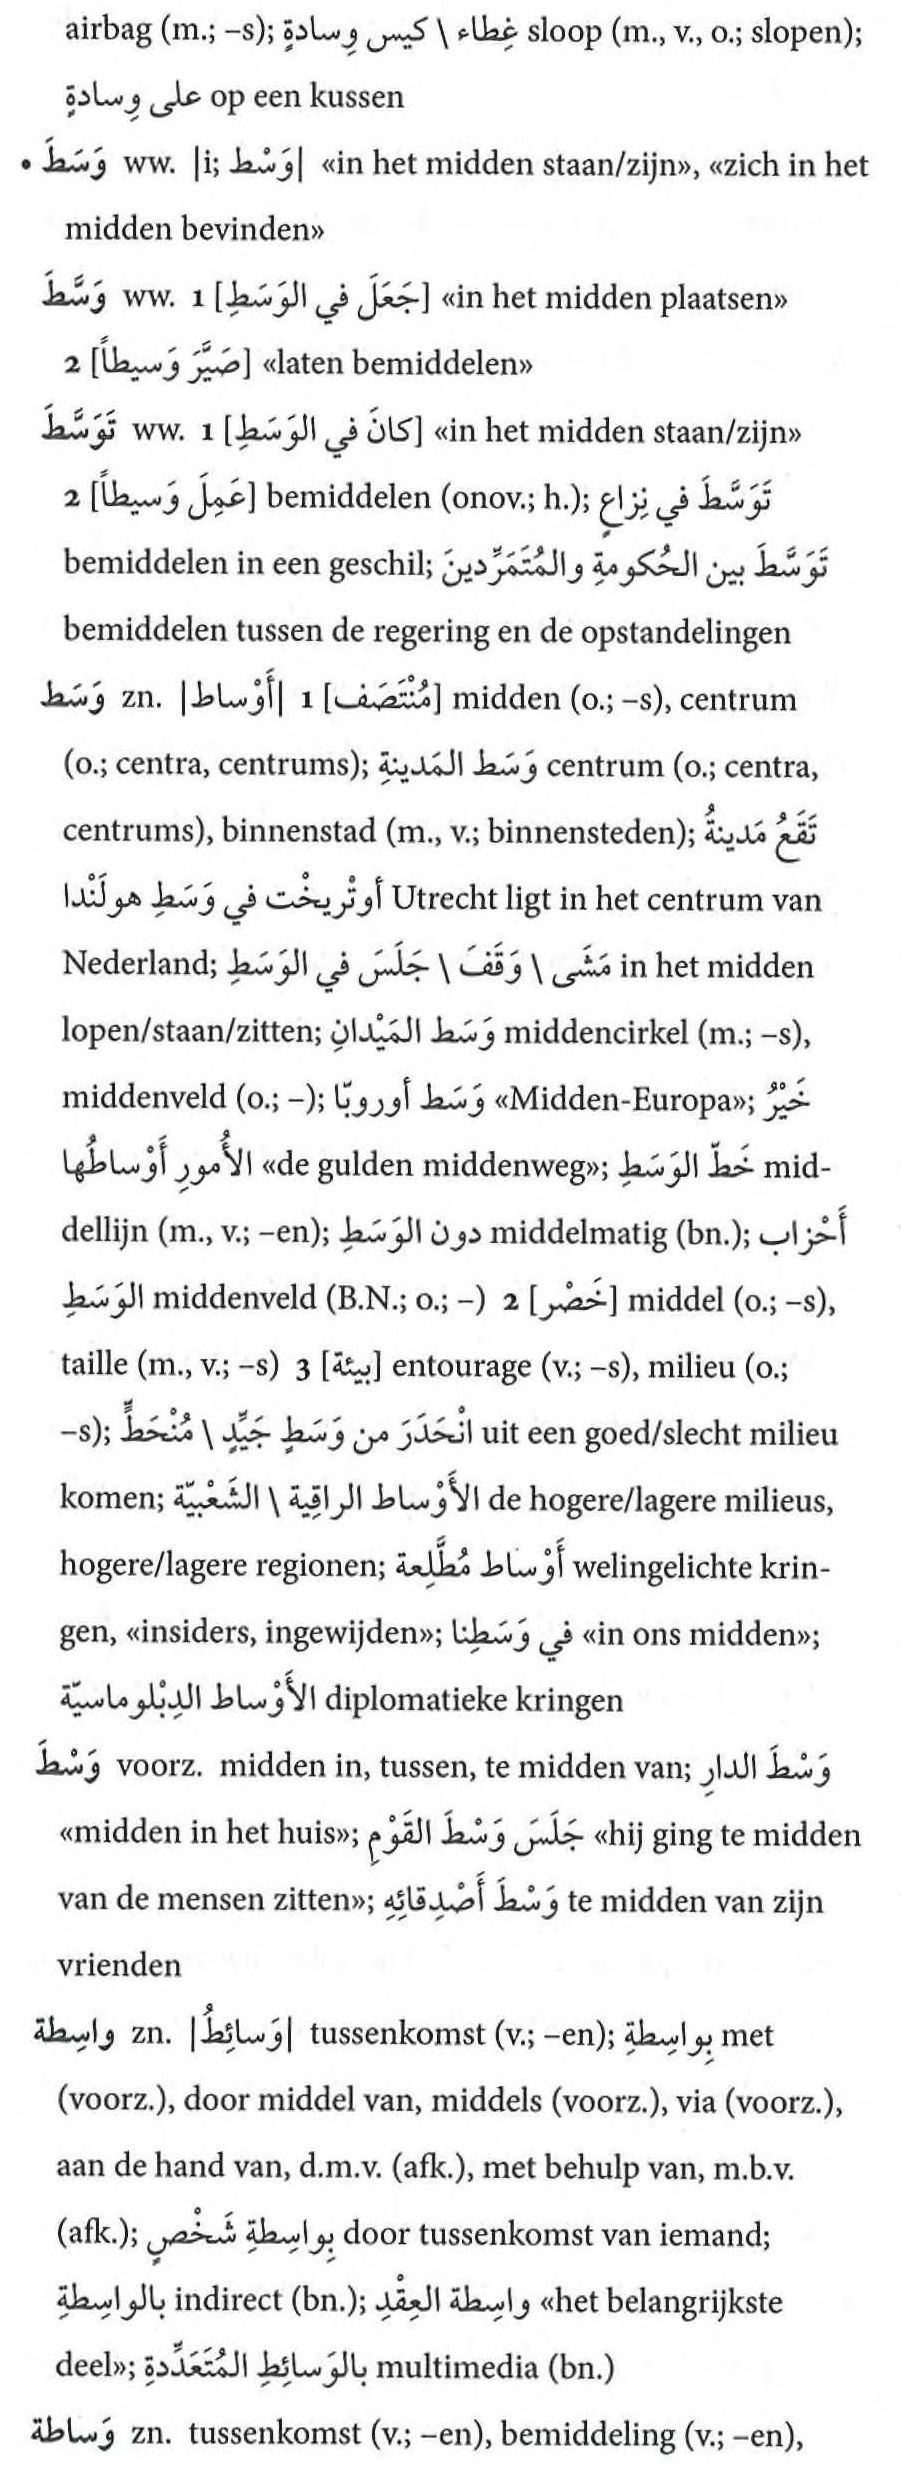 airbag (m.; –s); غِطاء \ كيس وِسادةٍ sloop (m., v., o.; slopen);
على وِسادةٍ op een kussen
• وَسَطَ ww. |i; وَسْط| «in het midden staan/zijn», «zich in het
midden bevinden»
وَسَّطَ ww. 1 [جَعَلَ في الوَسَطِ] «in het midden plaatsen»
2 [صَيَّرَ وَسيطاً] «laten bemiddelen»
تَوَسَّطَ ww. 1 [كانَ في الوَسَطِ] «in het midden staan/zijn»
2 [عَمِلَ وَسيطاً] bemiddelen (onov.; h.); تَوَسَّطَ في نِزاعٍ
bemiddelen in een geschil; تَوَسَّطَ بين الحُكومةِ والمُتَمَرِّدينَ
bemiddelen tussen de regering en de opstandelingen
وَسَط zn. |أَوْساط| 1 [مُنْتَصَف] midden (o.; –s), centrum
(o.; centra, centrums); وَسَط المَدينةِ centrum (o.; centra,
centrums), binnenstad (m., v.; binnensteden); تَقَعُ مَدينةُ
أوتْريخْت في وَسَطِ هولَنْدا Utrecht ligt in het centrum van
Nederland; مَشَى \ وَقَفَ \ جَلَسَ في الوَسَطِ in het midden
lopen/staan/zitten; وَسَط المَيْدانِ middencirkel (m.; –s),
middenveld (o.; –); وَسَط أوروبّا «Midden-Europa»; خَيْرُ
الأُمورِ أَوْساطُها «de gulden middenweg»; خَطّ الوَسَطِ mid-
dellijn (m., v.; –en); دون الوَسَطِ middelmatig (bn.); أَحْزاب
الوَسَطِ middenveld (B.N.; o.; –) 2 [خَصْر] middel (o.; –s),
taille (m., v.; –s) 3 [بيئة] entourage (v.; –s), milieu (o.;
–s); انْحَدَرَ من وَسَطٍ جَيِّدٍ \ مُنْحَطٍّ uit een goed/slecht milieu
komen; الأَوْساط الراقِية \ الشَعْبيّة de hogere/lagere milieus,
hogere/lagere regionen; أَوْساط مُطَّلِعة welingelichte krin-
gen, «insiders, ingewijden»; في وَسَطِنا «in ons midden»;
الأَوْساط الدِبْلوماسيّة diplomatieke kringen
وَسْطَ voorz. midden in, tussen, te midden van; وَسْطَ الدارِ
«midden in het huis»; جَلَسَ وَسْطَ القَوْمِ «hij ging te midden
van de mensen zitten»; وَسْطَ أَصْدِقائِهِ te midden van zijn
vrienden
واسِطة zn. |وَسائِطُ| tussenkomst (v.; –en); بِواسِطةِ met
(voorz.), door middel van, middels (voorz.), via (voorz.),
aan de hand van, d.m.v. (afk.), met behulp van, m.b.v.
(afk.); بِواسِطةِ شَخْصٍ door tussenkomst van iemand;
بالواسِطةِ indirect (bn.); واسِطة العِقْدِ «het belangrijkste
deel»; بالوَسائِطِ المُتَعَدِّدةِ multimedia (bn.)
وَساطة zn. tussenkomst (v.; –en), bemiddeling (v.; –en),